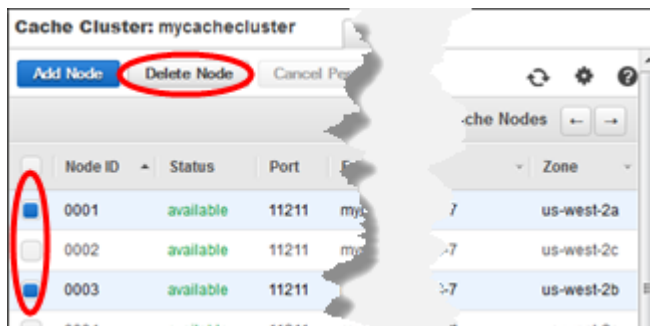 Cache Cluster: mycachecluster
Add Node Delete Node Cancel
che Nodes ← →
Node ID Status Port Zone
0001 available 11211 us-west-2a
0002 available 11211 us-west-2c
0003 available 11211 us-west-2b